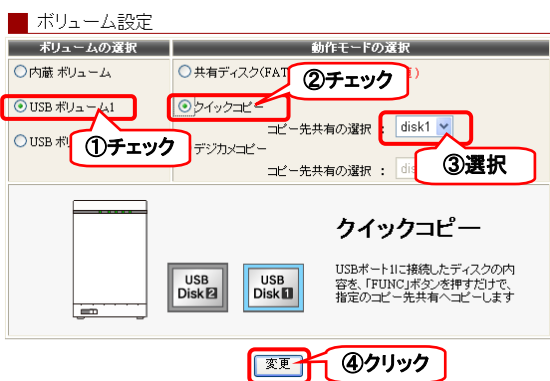 ボリューム設定
ボリュームの選択
動作モードの選択
内蔵 ボリューム
共有ディスク(FAT
)
②チェック
USB ボリューム1
クイックコピー
コピー先共有の選択 : disk1
①チェック
USB ボ
デジカメコピー
コピー先共有の選択 : dis
③選択
クイックコピー
USB Disk2
USB Disk1
USBポート1に接続したディスクの内
容を、「FUNC」ボタンを押すだけで、
指定のコピー先共有へコピーします
変更
④クリック